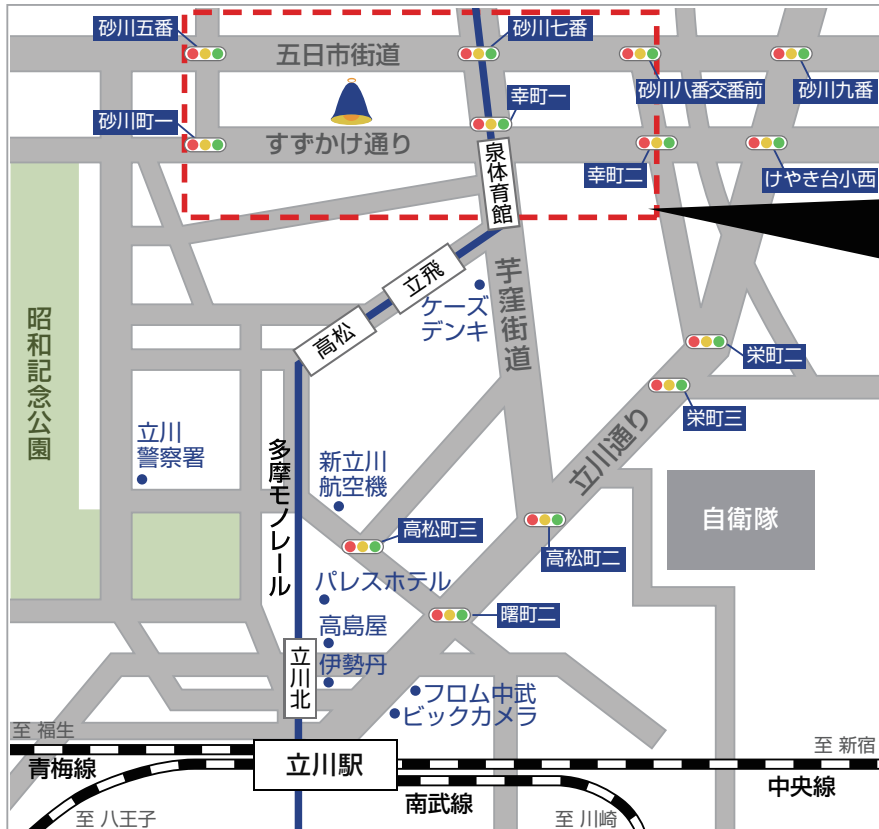 砂川五番
砂川七番
五日市街道
砂川八番交番前
砂川九番
幸町一
砂川町一
すずかけ通り
幸町二
けやき台小西
泉体育館
立飛
芋窪街道
ケーズ
デンキ
高松
昭和記念公園
栄町二
栄町三
立川通り
立川
警察署
多摩モノレール
新立川
航空機
自衛隊
高松町三
高松町二
パレスホテル
曙町二
高島屋
伊勢丹
立川北
フロム中武
ビックカメラ
至 福生
至 新宿
青梅線
立川駅
中央線
南武線
至 八王子
至 川崎